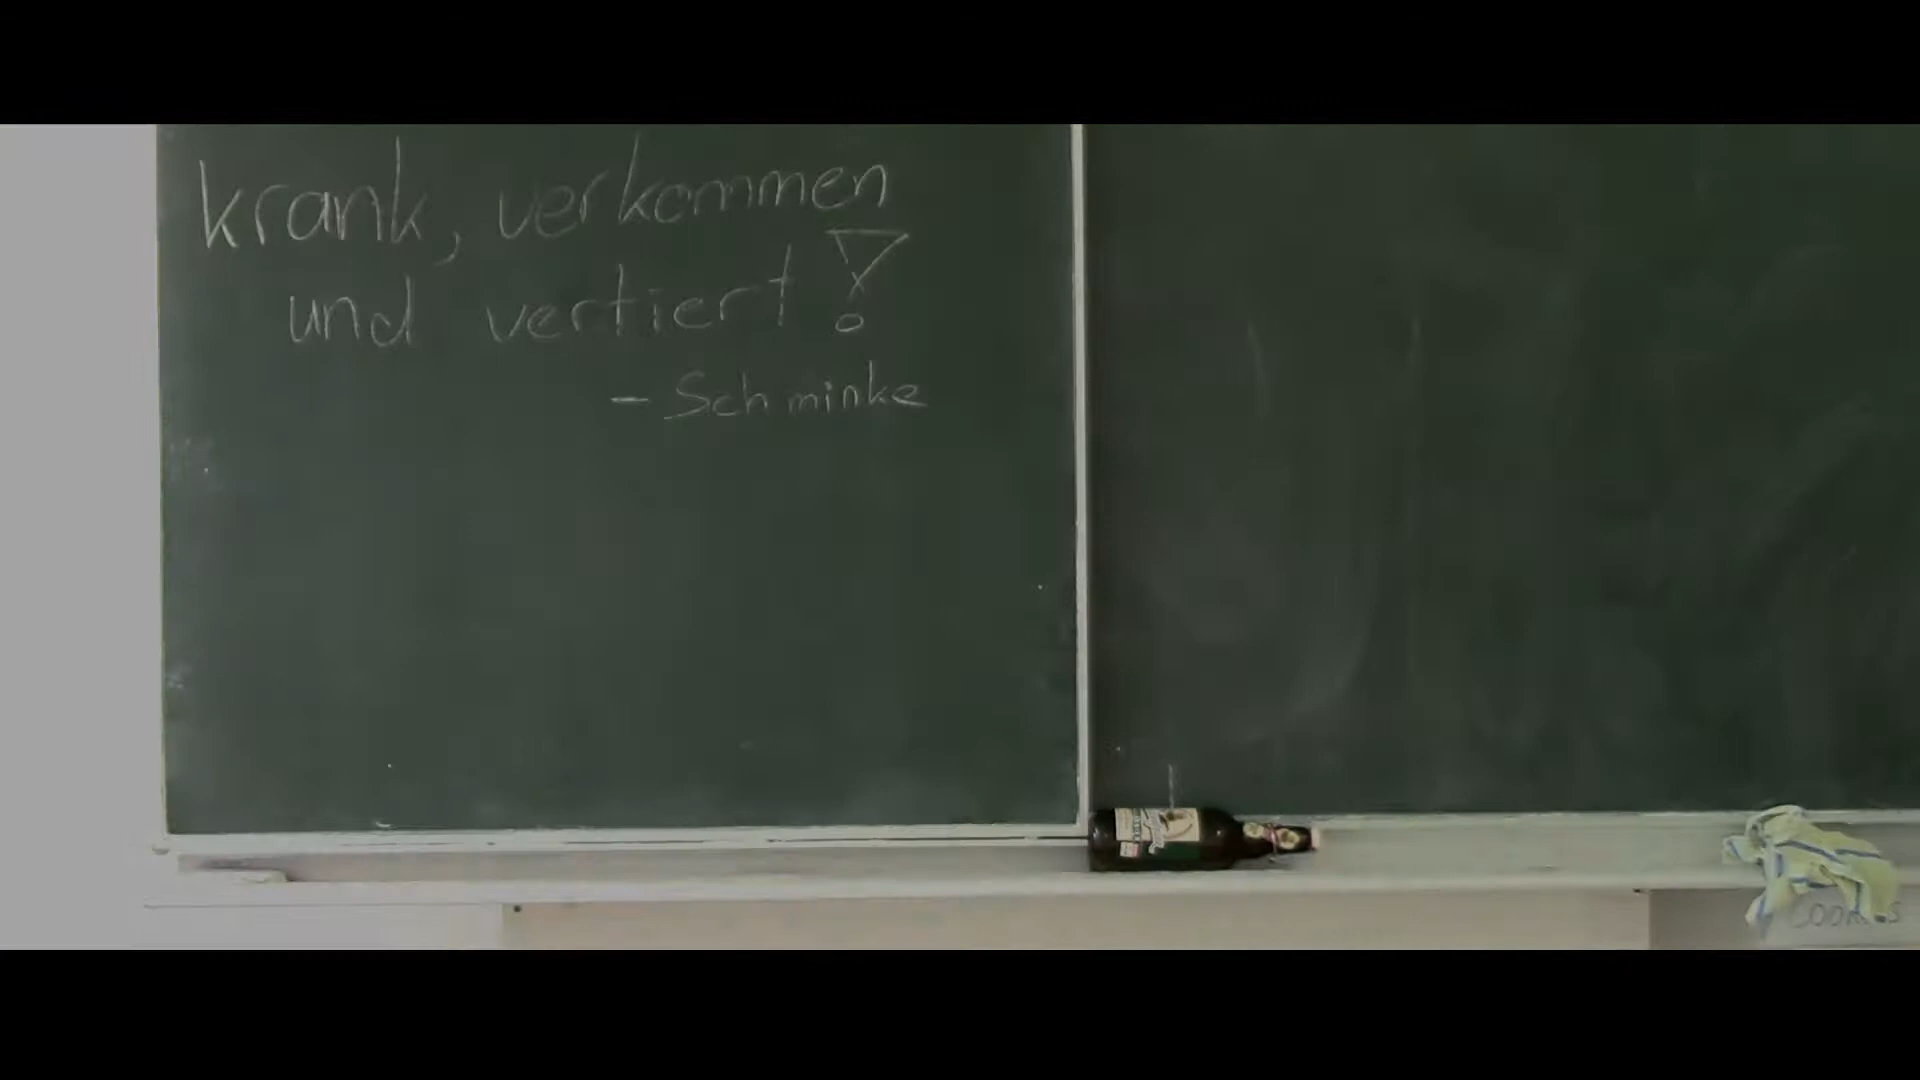 krank, verkommen
und vertiert!
- Schminke